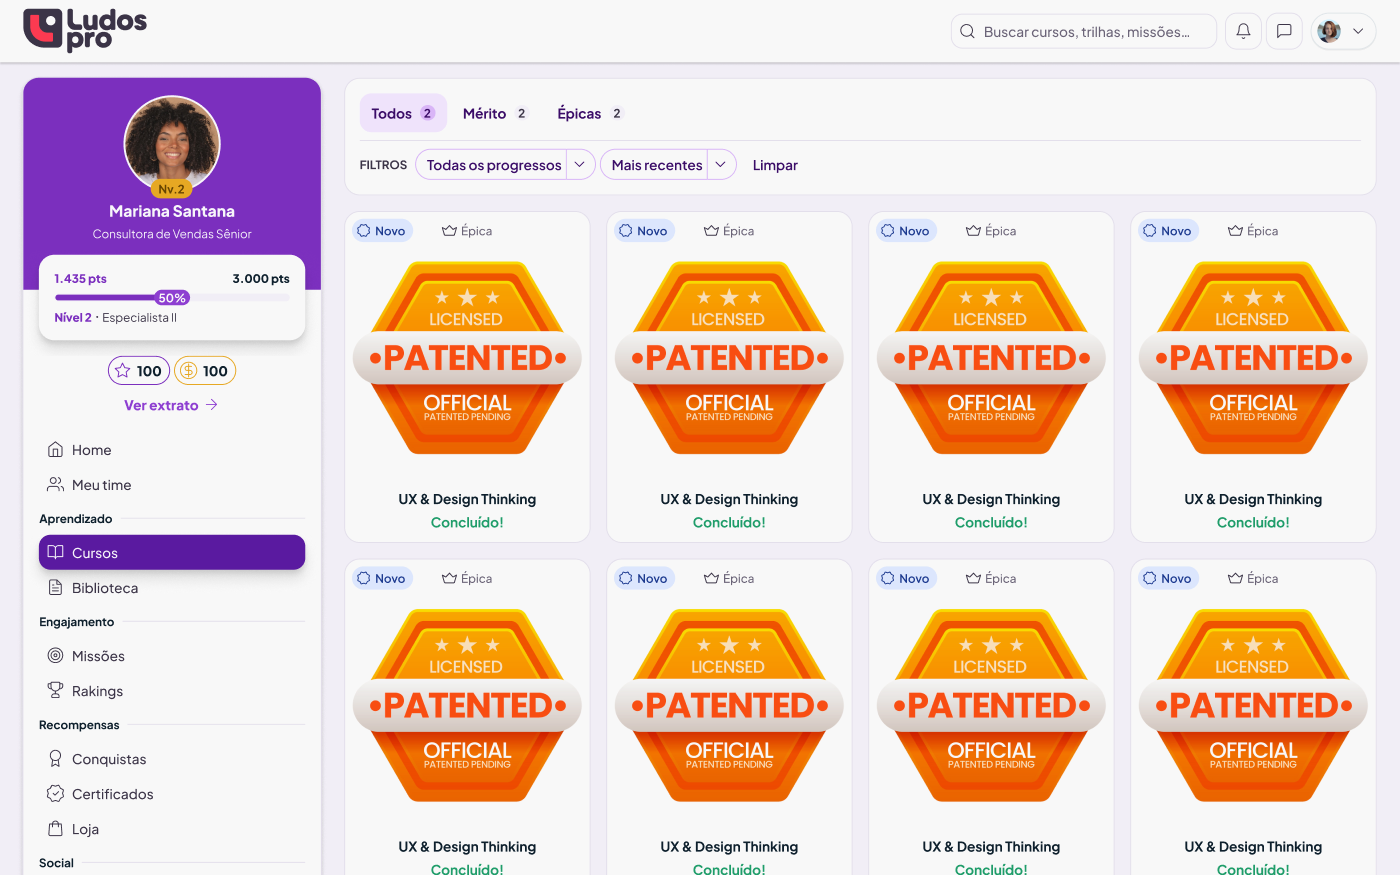 Ludos
pro
Buscar cursos, trilhas, missões...
Nv.2
Mariana Santana
Consultora de Vendas Sênior
1.435 pts 3.000 pts
50%
Nível 2 · Especialista II
100 100
Ver extrato
Home
Meu time
Aprendizado
Cursos
Biblioteca
Engajamento
Missões
Rakings
Recompensas
Conquistas
Certificados
Loja
Social
Todos 2 Mérito 2 Épicas 2
FILTROS Todas os progressos Mais recentes Limpar
Novo Épica
LICENSED
•PATENTED•
OFFICIAL
PATENTED PENDING
UX & Design Thinking
Concluído!
Novo Épica
LICENSED
•PATENTED•
OFFICIAL
PATENTED PENDING
UX & Design Thinking
Concluído!
Novo Épica
LICENSED
•PATENTED•
OFFICIAL
PATENTED PENDING
UX & Design Thinking
Concluído!
Novo Épica
LICENSED
•PATENTED•
OFFICIAL
PATENTED PENDING
UX & Design Thinking
Concluído!
Novo Épica
LICENSED
•PATENTED•
OFFICIAL
PATENTED PENDING
UX & Design Thinking
Concluído!
Novo Épica
LICENSED
•PATENTED•
OFFICIAL
PATENTED PENDING
UX & Design Thinking
Concluído!
Novo Épica
LICENSED
•PATENTED•
OFFICIAL
PATENTED PENDING
UX & Design Thinking
Concluído!
Novo Épica
LICENSED
•PATENTED•
OFFICIAL
PATENTED PENDING
UX & Design Thinking
Concluído!